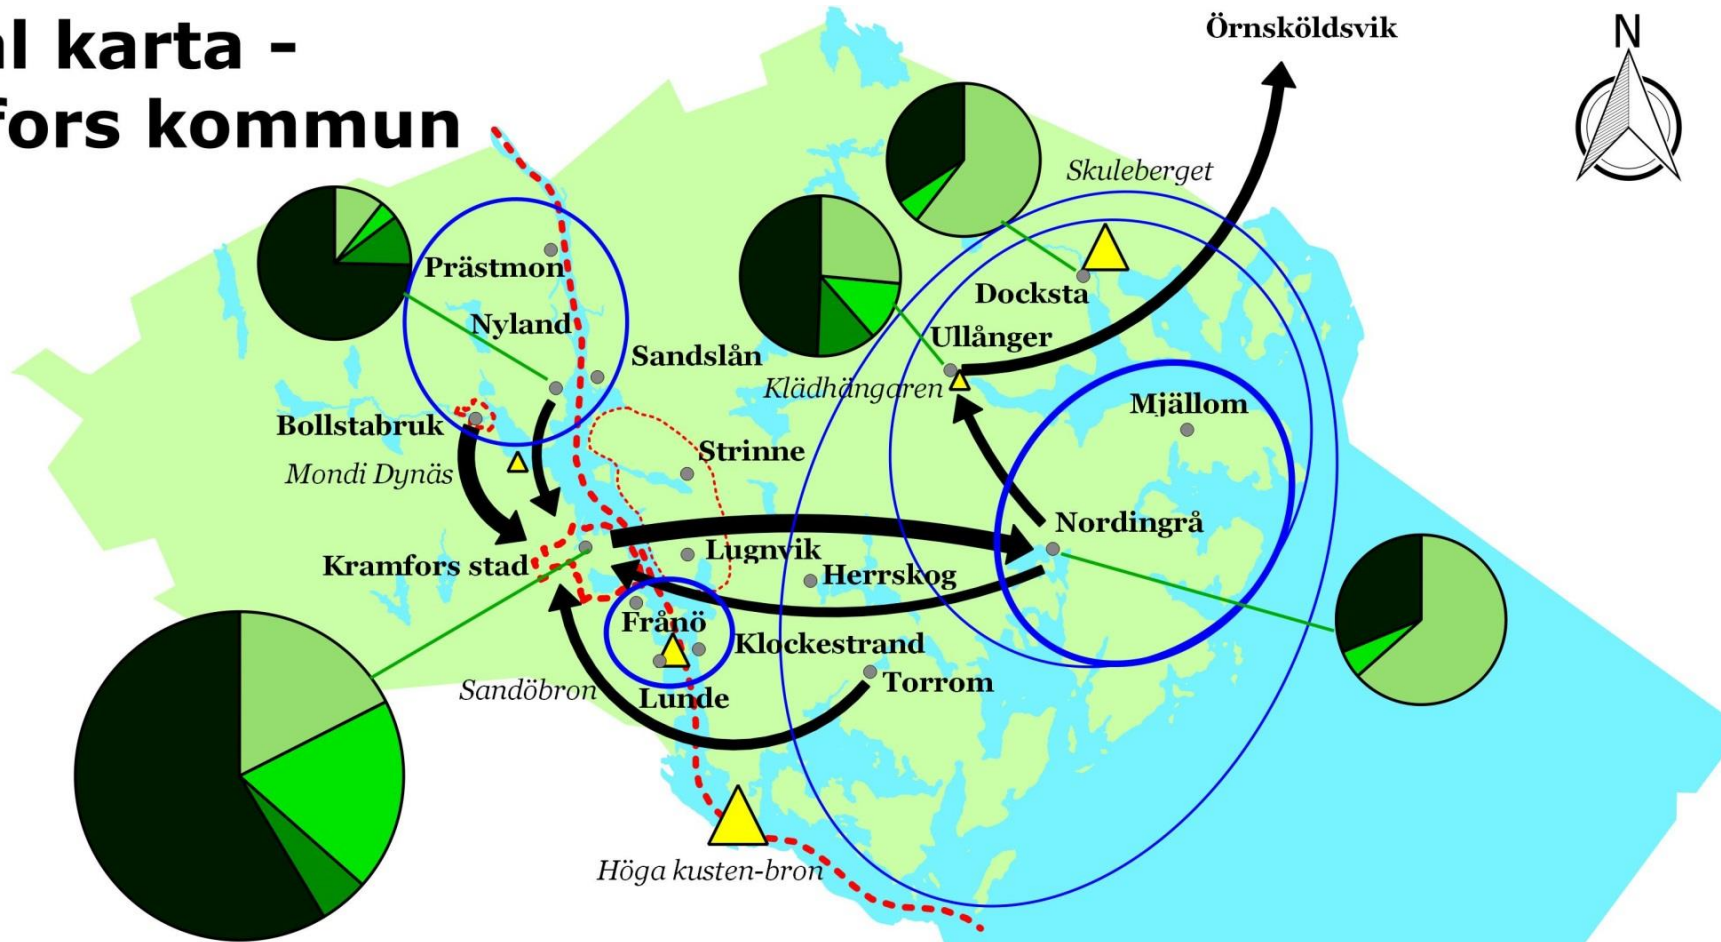 al karta -
fors kommun
Örnsköldsvik
N
Skuleberget
Prästmon
Docksta
Nyland
Ullånger
Sandslån
Klädhängaren
Mjällom
Bollstabruk
Strinne
Mondi Dynäs
Nordingrå
Lugnvik
Kramfors stad
Herrskog
Frånö
Klockestrand
Torrom
Sandöbron
Lunde
Höga kusten-bron